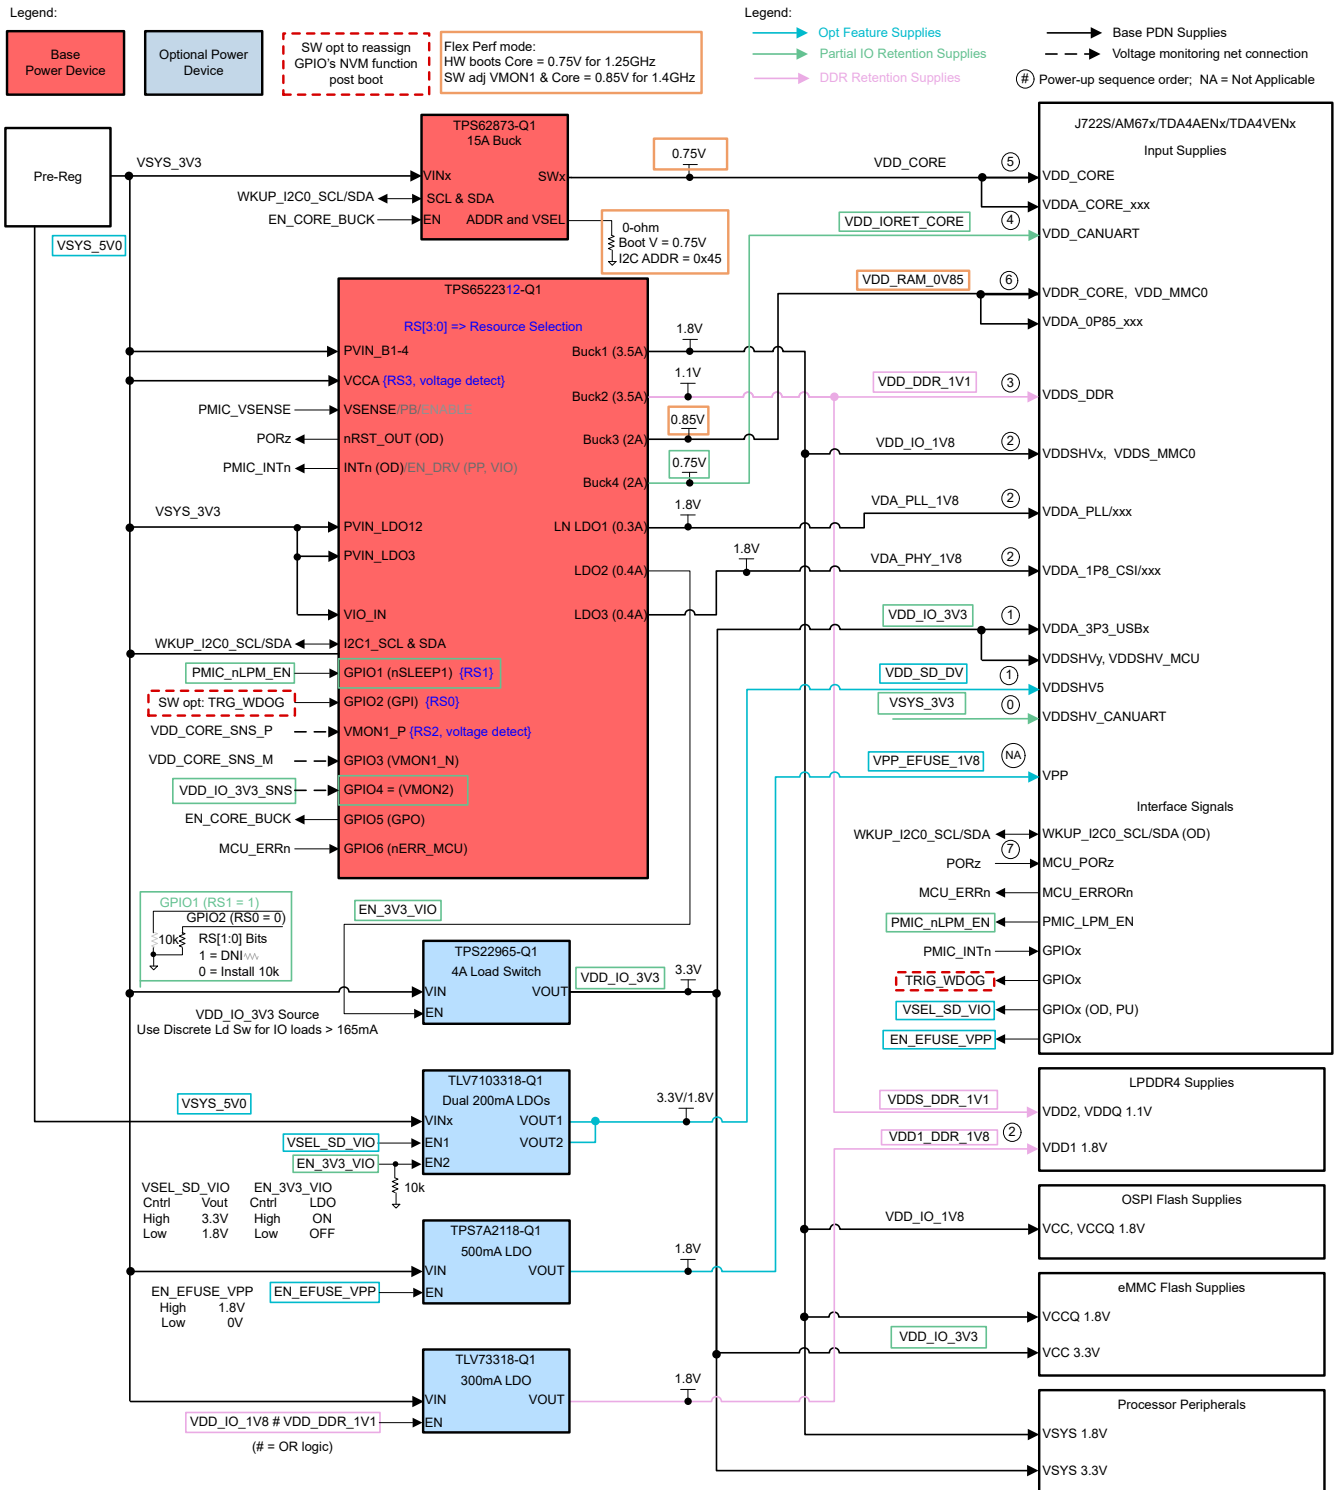 Legend:
Base
Power Device
Optional Power
Device
SW opt to reassign
GPIO's NVM function
post boot
Flex Perf mode:
HW boots Core = 0.75V for 1.25GHz
SW adj VMON1 & Core = 0.85V for 1.4GHz
Legend:
Opt Feature Supplies
Partial IO Retention Supplies
DDR Retention Supplies
Base PDN Supplies
Voltage monitoring net connection
# Power-up sequence order; NA = Not Applicable
Pre-Reg
VSYS_3V3
VSYS_5V0
WKUP_I2C0_SCL/SDA
EN_CORE_BUCK
TPS62873-Q1
15A Buck
VINx
SWx
SCL & SDA
EN
ADDR and VSEL
0.75V
0-ohm
Boot V = 0.75V
I2C ADDR = 0x45
VDD_CORE
5
VDD_IORET_CORE
4
VDD_RAM_0V85
6
J722S/AM67x/TDA4AENx/TDA4VENx
Input Supplies
VDD_CORE
VDDA_CORE_xxx
VDD_CANUART
VDDR_CORE, VDD_MMC0
VDDA_0P85_xxx
TPS6522312-Q1
RS[3:0] => Resource Selection
PVIN_B1-4
Buck1 (3.5A)
1.8V
VCCA {RS3, voltage detect}
Buck2 (3.5A)
1.1V
VDD_DDR_1V1
3
VDDS_DDR
PMIC_VSENSE
VSENSE/PB/ENABLE
PORz
nRST_OUT (OD)
Buck3 (2A)
0.85V
VDD_IO_1V8
2
VDDSHVx, VDDS_MMC0
PMIC_INTn
INTn (OD)/EN_DRV (PP, VIO)
Buck4 (2A)
0.75V
VSYS_3V3
PVIN_LDO12
LN LDO1 (0.3A)
1.8V
VDA_PLL_1V8
2
VDDA_PLL/xxx
PVIN_LDO3
LDO2 (0.4A)
1.8V
VDA_PHY_1V8
2
VDDA_1P8_CSI/xxx
VIO_IN
LDO3 (0.4A)
VDD_IO_3V3
1
VDDA_3P3_USBx
WKUP_I2C0_SCL/SDA
I2C1_SCL & SDA
VDDSHVy, VDDSHV_MCU
PMIC_nLPM_EN
GPIO1 (nSLEEP1) {RS1}
VDD_SD_DV
1
VDDSHV5
SW opt: TRG_WDOG
GPIO2 (GPI) {RS0}
VSYS_3V3
0
VDDSHV_CANUART
VDD_CORE_SNS_P
VMON1_P {RS2, voltage detect}
VDD_CORE_SNS_M
GPIO3 (VMON1_N)
VPP_EFUSE_1V8
NA
VPP
VDD_IO_3V3_SNS
GPIO4 = (VMON2)
Interface Signals
EN_CORE_BUCK
GPIO5 (GPO)
WKUP_I2C0_SCL/SDA
WKUP_I2C0_SCL/SDA (OD)
MCU_ERRn
GPIO6 (nERR_MCU)
PORz
7
MCU_PORz
MCU_ERRn
MCU_ERRORn
PMIC_nLPM_EN
PMIC_LPM_EN
PMIC_INTn
GPIOx
TRIG_WDOG
GPIOx
VSEL_SD_VIO
GPIOx (OD, PU)
EN_EFUSE_VPP
GPIOx
GPIO1 (RS1 = 1)
GPIO2 (RS0 = 0)
10k
RS[1:0] Bits
1 = DNI
0 = Install 10k
EN_3V3_VIO
TPS22965-Q1
4A Load Switch
VIN
VOUT
EN
VDD_IO_3V3
3.3V
VDD_IO_3V3 Source
Use Discrete Ld Sw for IO loads > 165mA
VSYS_5V0
TLV7103318-Q1
Dual 200mA LDOs
VINx
VOUT1
EN1
VOUT2
EN2
VSEL_SD_VIO
EN_3V3_VIO
10k
3.3V/1.8V
VSEL_SD_VIO EN_3V3_VIO
Cntrl Vout Cntrl LDO
High 3.3V High ON
Low 1.8V Low OFF
VDDS_DDR_1V1
VDD1_DDR_1V8
2
LPDDR4 Supplies
VDD2, VDDQ 1.1V
VDD1 1.8V
VDD_IO_1V8
OSPI Flash Supplies
VCC, VCCQ 1.8V
TPS7A2118-Q1
500mA LDO
VIN
VOUT
EN
1.8V
EN_EFUSE_VPP
High 1.8V
Low 0V
EN_EFUSE_VPP
eMMC Flash Supplies
VCCQ 1.8V
VDD_IO_3V3
VCC 3.3V
TLV73318-Q1
300mA LDO
VIN
VOUT
EN
1.8V
VDD_IO_1V8 # VDD_DDR_1V1
(# = OR logic)
Processor Peripherals
VSYS 1.8V
VSYS 3.3V